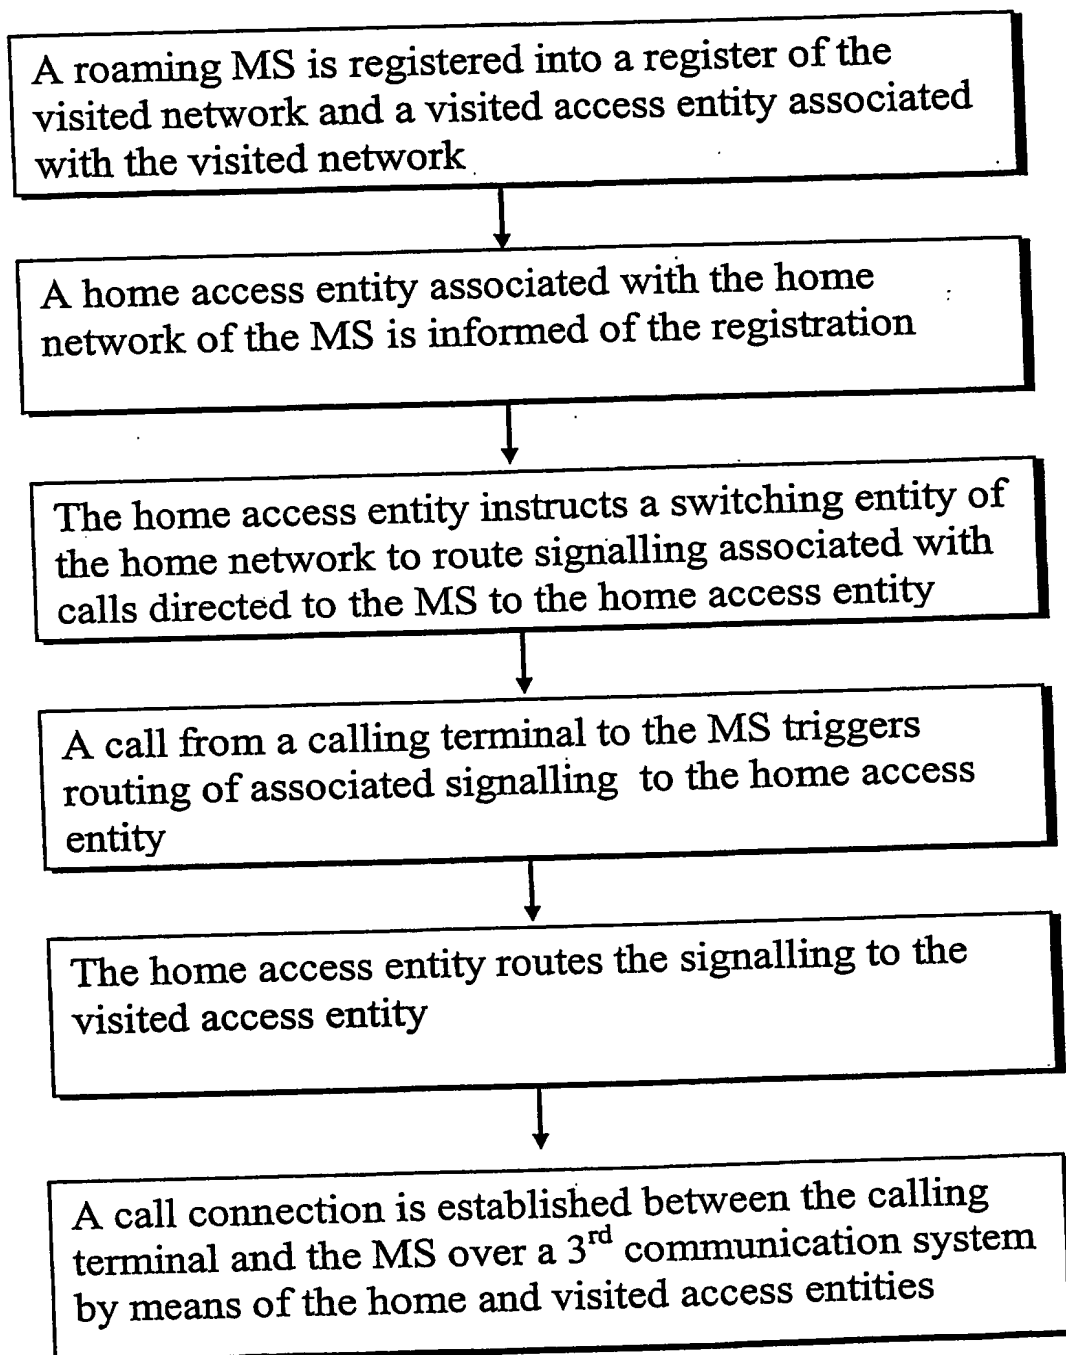 A roaming MS is registered into a register of the
visited network and a visited access entity associated
with the visited network
A home access entity associated with the home
network of the MS is informed of the registration
The home access entity instructs a switching entity of
the home network to route signalling associated with
calls directed to the MS to the home access entity
A call from a calling terminal to the MS triggers
routing of associated signalling to the home access
entity
The home access entity routes the signalling to the
visited access entity
A call connection is established between the calling
terminal and the MS over a 3rd communication system
by means of the home and visited access entities